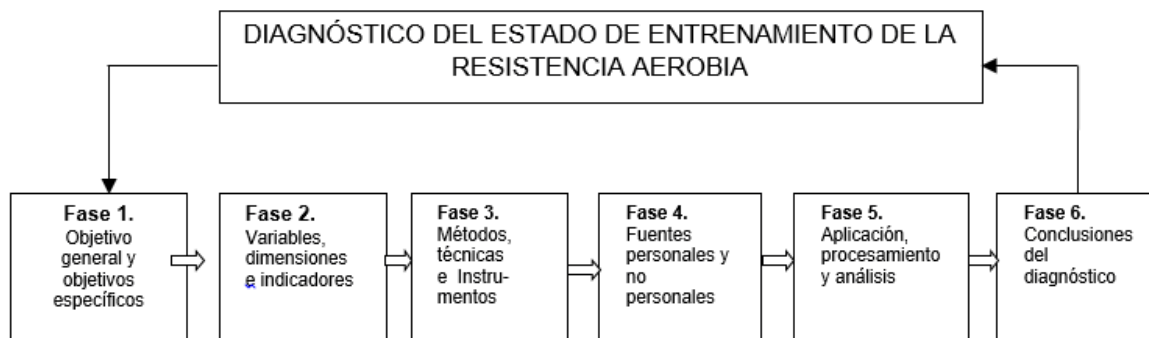 DIAGNÓSTICO DEL ESTADO DE ENTRENAMIENTO DE LA
RESISTENCIA AEROBIA
Fase 1.
Objetivo
general y
objetivos
específicos
Fase 2.
Variables,
dimensiones
e indicadores
Fase 3.
Métodos,
técnicas
e Instru-
mentos
Fase 4.
Fuentes
personales y
no
personales
Fase 5.
Aplicación,
procesamiento
y análisis
Fase 6.
Conclusiones
del
diagnóstico